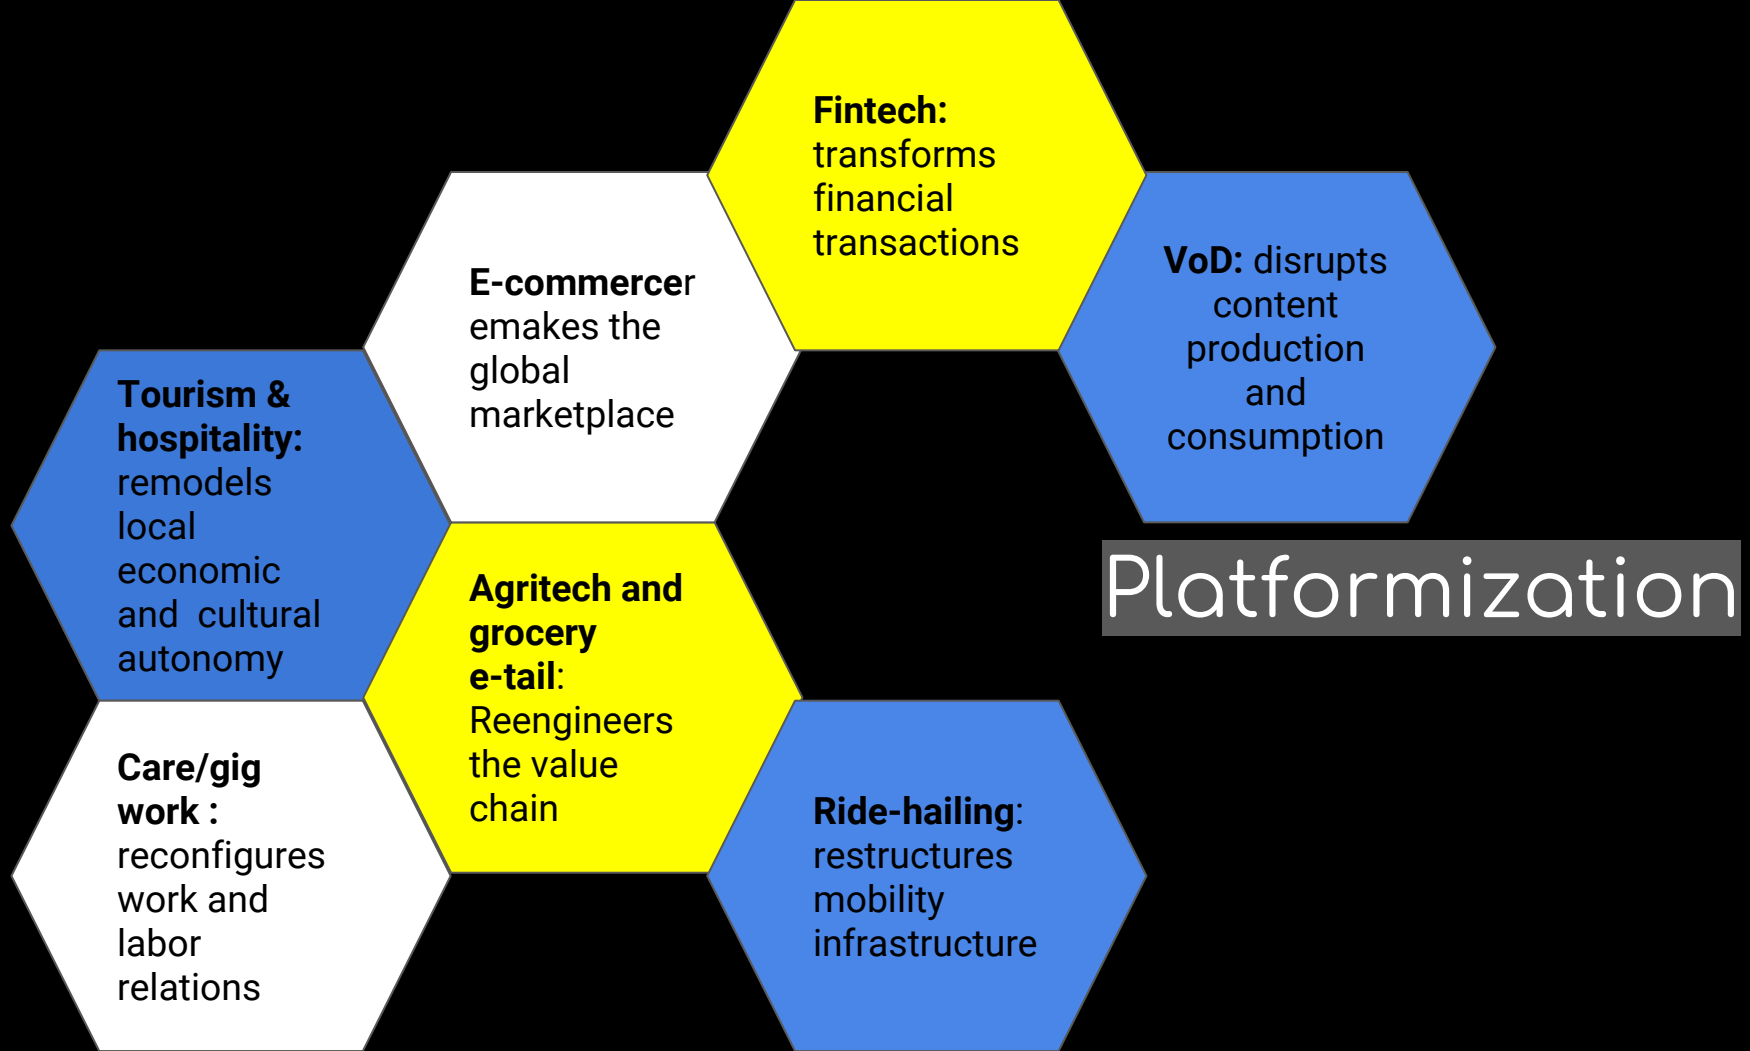 Fintech:
transforms
financial
transactions
E-commercer
emakes the
global
marketplace
VoD: disrupts
content
production
and
consumption
Tourism &
hospitality:
remodels
local
economic
and  cultural
autonomy
Agritech and
grocery
e-tail:
Reengineers
the value
chain
Platformization
Care/gig
work :
reconfigures
work and
labor
relations
Ride-hailing:
restructures
mobility
infrastructure